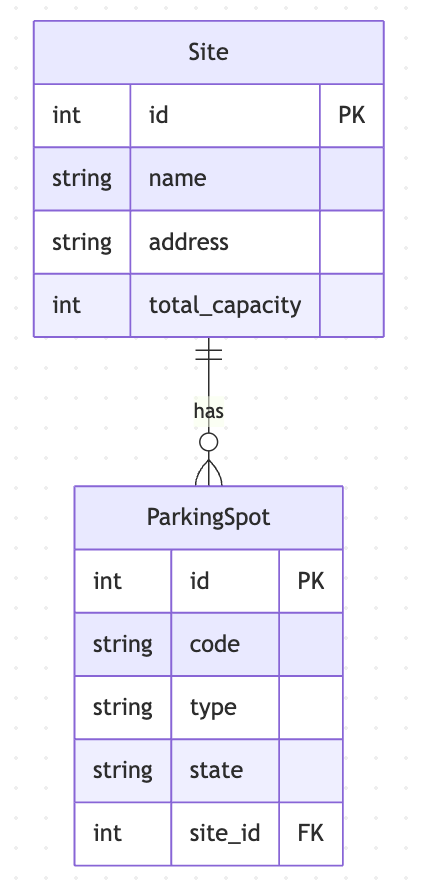 Site
int id PK
string name
string address
int total_capacity
has
ParkingSpot
int id PK
string code
string type
string state
int site_id FK